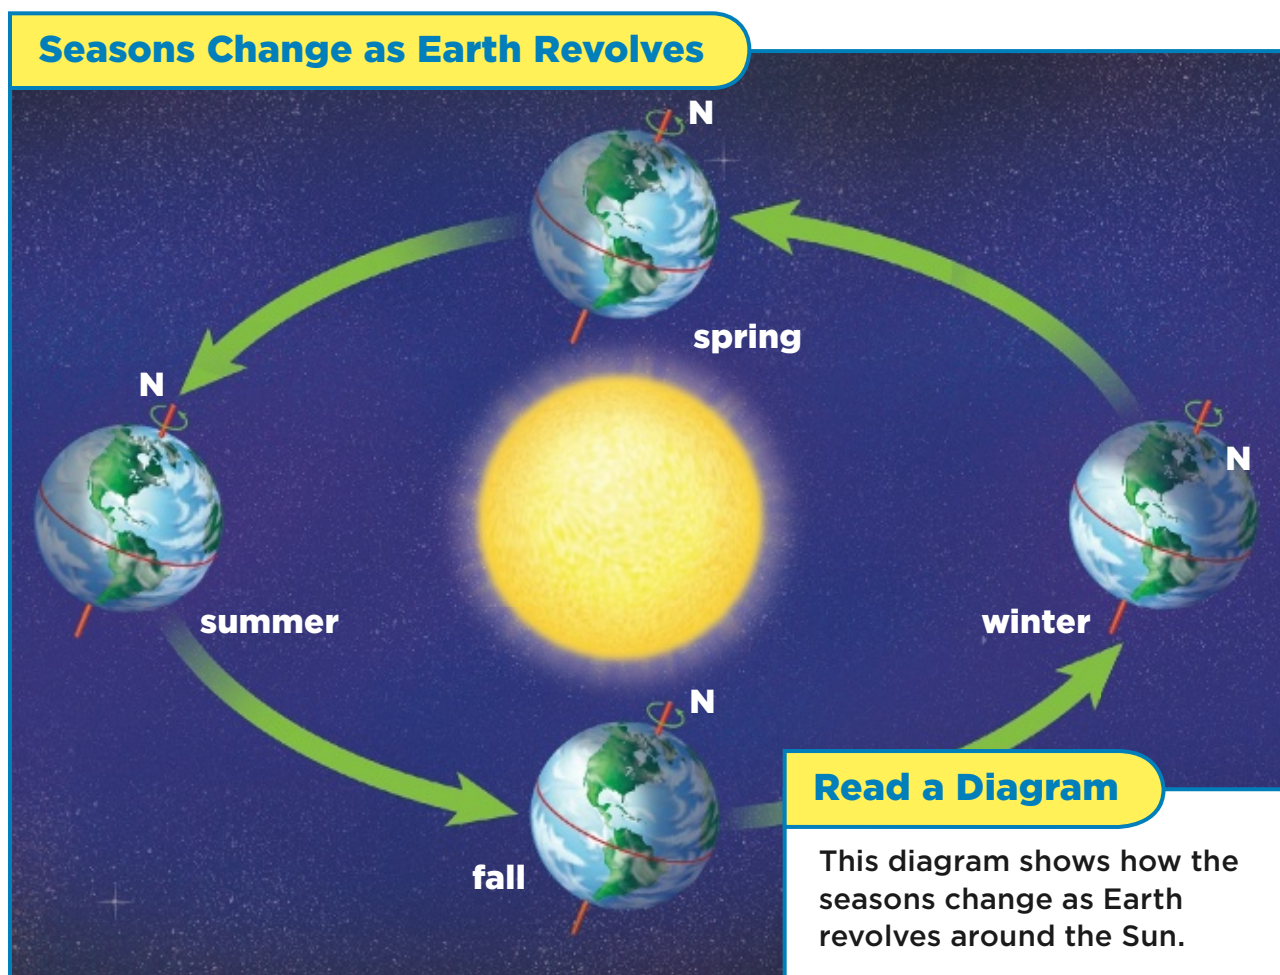 Seasons Change as Earth Revolves
N
spring
N
summer
N
winter
N
fall
Read a Diagram
This diagram shows how the
seasons change as Earth
revolves around the Sun.